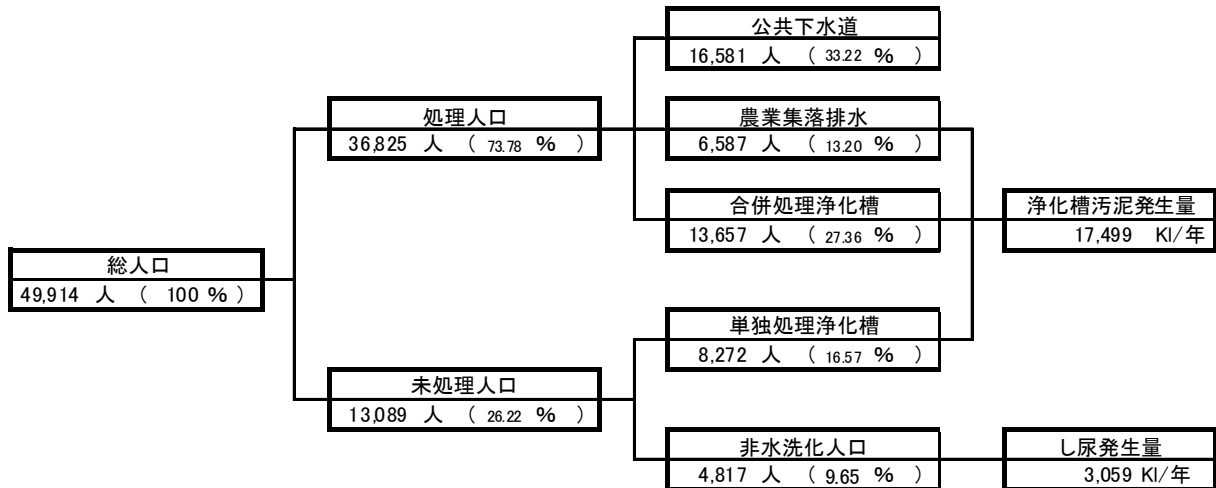 公共下水道
16,581 人 ( 33.22 % )
処理人口
36,825 人 ( 73.78 % )
農業集落排水
6,587 人 ( 13.20 % )
合併処理浄化槽
13,657 人 ( 27.36 % )
浄化槽汚泥発生量
17,499 Kl/年
総人口
49,914 人 ( 100 % )
単独処理浄化槽
8,272 人 ( 16.57 % )
未処理人口
13,089 人 ( 26.22 % )
非水洗化人口
4,817 人 ( 9.65 % )
し尿発生量
3,059 Kl/年